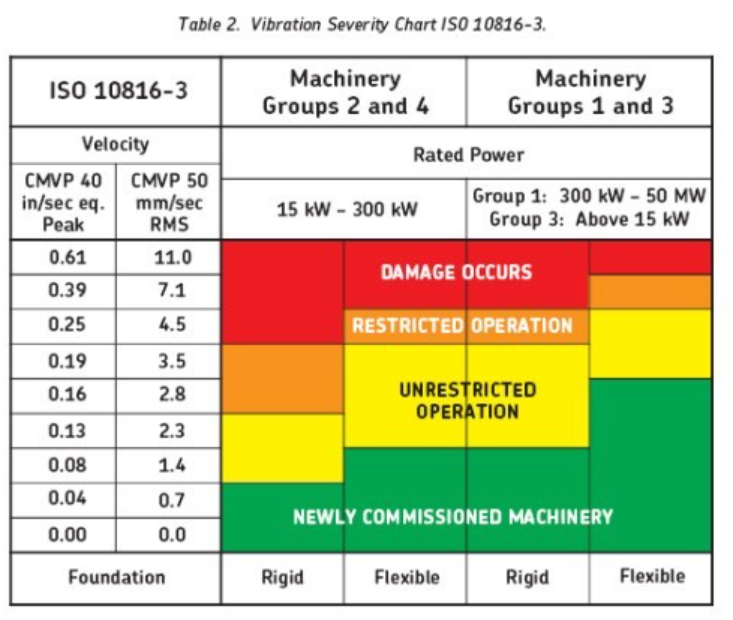 Table 2. Vibration Severity Chart ISO 10816-3.
ISO 10816-3
Machinery
Groups 2 and 4
Machinery
Groups 1 and 3
Velocity
Rated Power
CMVP 40
in/sec eq.
Peak
CMVP 50
mm/sec
RMS
15 kW - 300 kW
Group 1: 300 kW - 50 MW
Group 3: Above 15 kW
0.61 11.0
DAMAGE OCCURS
0.39 7.1
0.25 4.5
RESTRICTED OPERATION
0.19 3.5
0.16 2.8
UNRESTRICTED
OPERATION
0.13 2.3
0.08 1.4
0.04 0.7
NEWLY COMMISSIONED MACHINERY
0.00 0.0
Foundation Rigid Flexible Rigid Flexible